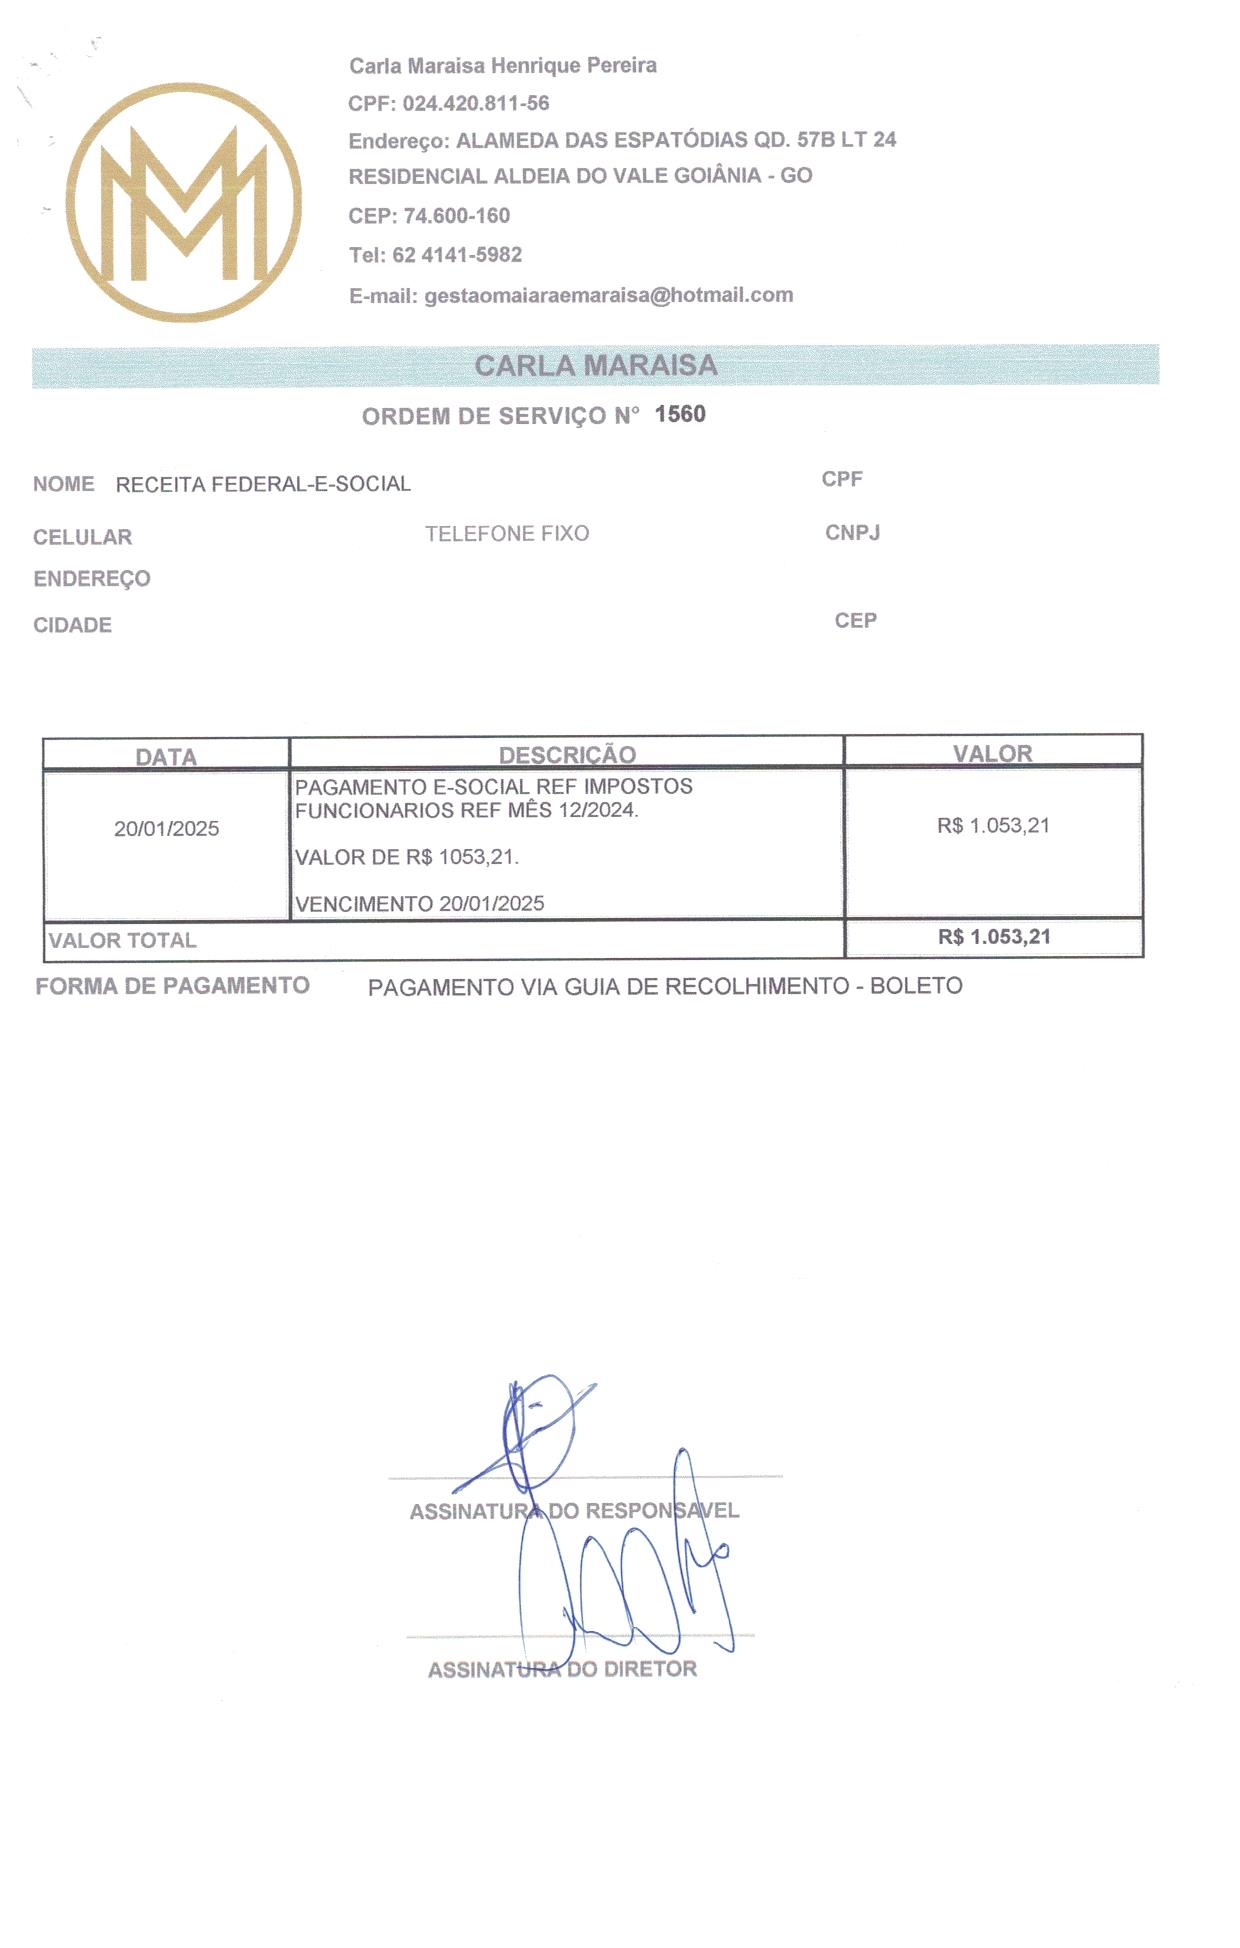 Carla Maraisa Henrique Pereira
CPF: 024.420.811-56
Endereço: ALAMEDA DAS ESPATÓDIAS QD. 57B LT 24
RESIDENCIAL ALDEIA DO VALE GOIÂNIA - GO
CEP: 74.600-160
Tel: 62 4141-5982
E-mail: gestaomaiaraemaraisa@hotmail.com
CARLA MARAISA
ORDEM DE SERVIÇO N° 1560
NOME RECEITA FEDERAL-E-SOCIAL CPF
CELULAR TELEFONE FIXO CNPJ
ENDEREÇO
CIDADE CEP
DATA DESCRIÇÃO VALOR
PAGAMENTO E-SOCIAL REF IMPOSTOS
FUNCIONARIOS REF MÊS 12/2024.
20/01/2025 R$ 1.053,21
VALOR DE R$ 1053,21.
VENCIMENTO 20/01/2025
VALOR TOTAL R$ 1.053,21
FORMA DE PAGAMENTO PAGAMENTO VIA GUIA DE RECOLHIMENTO - BOLETO
ASSINATURA DO RESPONSAVEL
ASSINATURA DO DIRETOR